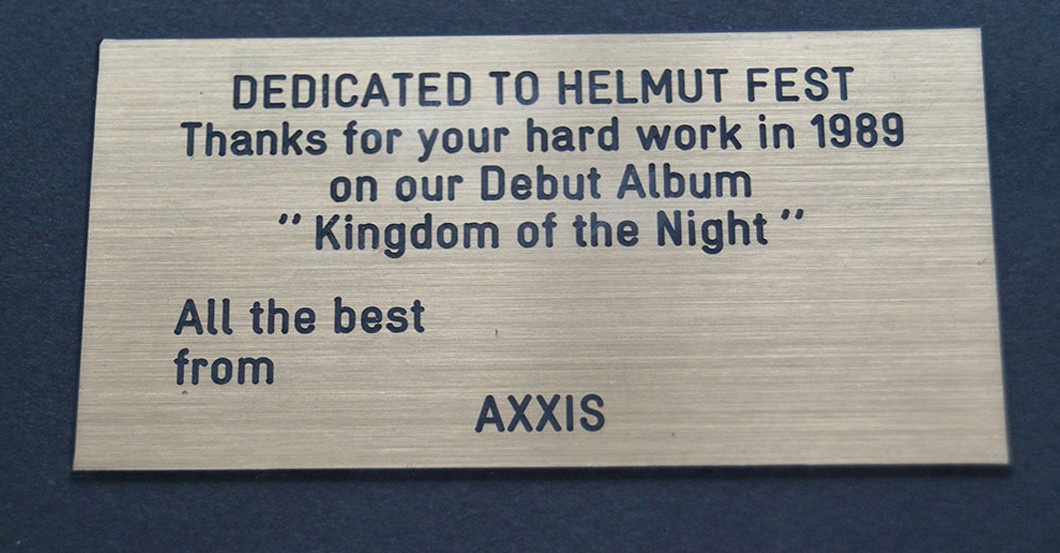 DEDICATED TO HELMUT FEST
Thanks for your hard work in 1989
on our Debut Album
" Kingdom of the Night "
All the best
from
AXXIS